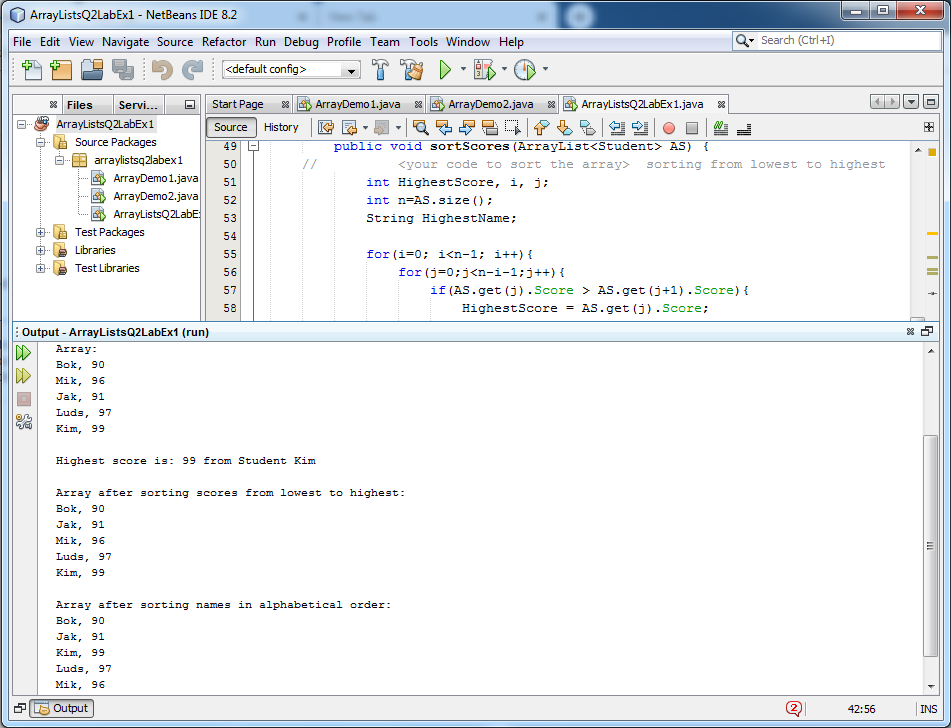 ArrayListsQ2LabEx1 - NetBeans IDE 8.2
File Edit View Navigate Source Refactor Run Debug Profile Team Tools Window Help
Search (Ctrl+I)
<default config>
Files Servi...
Start Page ArrayDemo1.java ArrayDemo2.java ArrayListsQ2LabEx1.java
Source History
ArrayListsQ2LabEx1
Source Packages
arraylistsq2labex1
ArrayDemo1.java
ArrayDemo2.java
ArrayListsQ2LabE
Test Packages
Libraries
Test Libraries
49 public void sortScores(ArrayList<Student> AS) {
50 // <your code to sort the array> sorting from lowest to highest
51 int HighestScore, i, j;
52 int n=AS.size();
53 String HighestName;
54
55 for(i=0; i<n-1; i++){
56 for(j=0;j<n-i-1;j++){
57 if(AS.get(j).Score > AS.get(j+1).Score){
58 HighestScore = AS.get(j).Score;
Output - ArrayListsQ2LabEx1 (run)
Array:
Bok, 90
Mik, 96
Jak, 91
Luds, 97
Kim, 99
Highest score is: 99 from Student Kim
Array after sorting scores from lowest to highest:
Bok, 90
Jak, 91
Mik, 96
Luds, 97
Kim, 99
Array after sorting names in alphabetical order:
Bok, 90
Jak, 91
Kim, 99
Luds, 97
Mik, 96
Output
2 42:56 INS